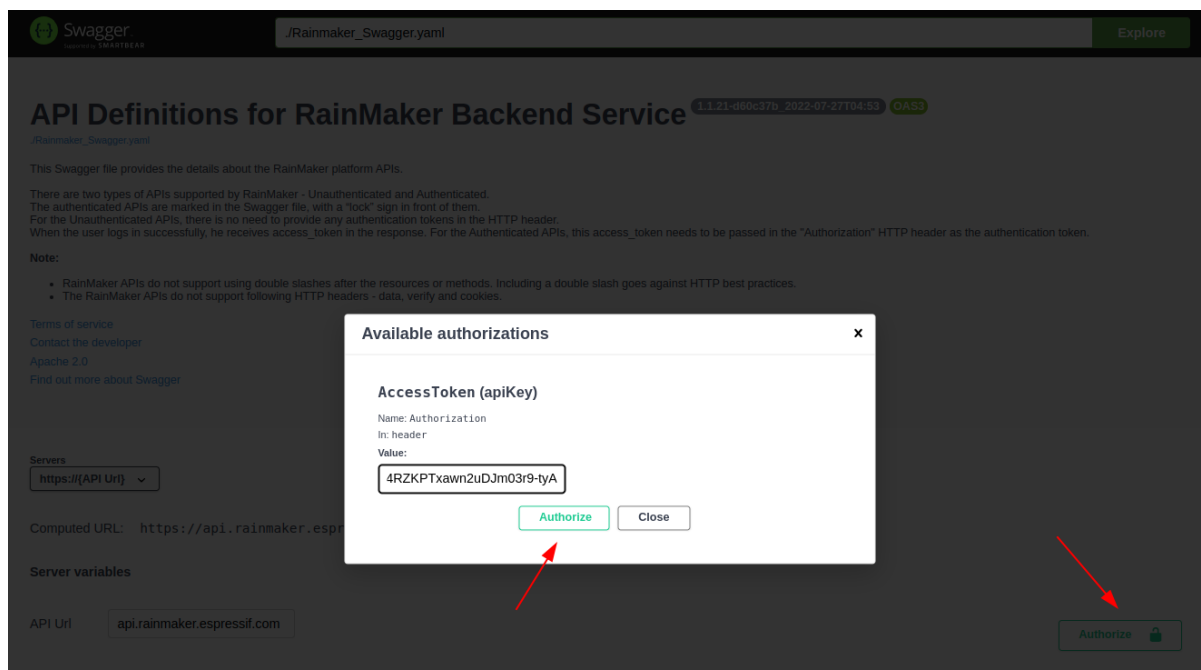 Swagger.
Supported by SMARTBEAR
./Rainmaker_Swagger.yaml
Explore
API Definitions for RainMaker Backend Service
1.1.21-d60c37b_2022-07-27T04:53
OAS3
./Rainmaker_Swagger.yaml
This Swagger file provides the details about the RainMaker platform APIs.
There are two types of APIs supported by RainMaker - Unauthenticated and Authenticated.
The authenticated APIs are marked in the Swagger file, with a "lock" sign in front of them.
For the Unauthenticated APIs, there is no need to provide any authentication tokens in the HTTP header.
When the user logs in successfully, he receives access_token in the response. For the Authenticated APIs, this access_token needs to be passed in the "Authorization" HTTP header as the authentication token.
Note:
RainMaker APIs do not support using double slashes after the resources or methods. Including a double slash goes against HTTP best practices.
The RainMaker APIs do not support following HTTP headers - data, verify and cookies.
Terms of service
Contact the developer
Apache 2.0
Find out more about Swagger
Available authorizations
×
AccessToken (apiKey)
Name: Authorization
In: header
Value:
4RZKPTxawn2uDJm03r9-tyA
Authorize
Close
Servers
https://{API Url}
Computed URL: https://api.rainmaker.espr
Server variables
API Url
api.rainmaker.espressif.com
Authorize